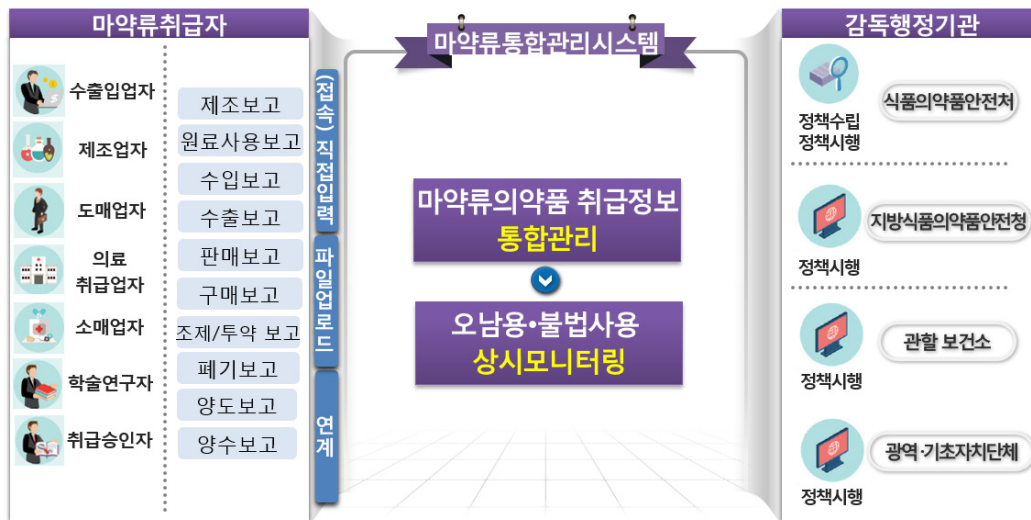 마약류취급자
수출입업자
제조업자
도매업자
의료
취급업자
소매업자
학술연구자
취급승인자
제조보고
원료사용보고
수입보고
수출보고
판매보고
구매보고
조제/투약 보고
폐기보고
양도보고
양수보고
(접속) 직접입력
파일업로드
연계
마약류통합관리시스템
마약류의약품 취급정보
통합관리
오남용•불법사용
상시모니터링
감독행정기관
정책수립
정책시행
식품의약품안전처
정책시행
지방식품의약품안전청
정책시행
관할 보건소
정책시행
광역·기초자치단체